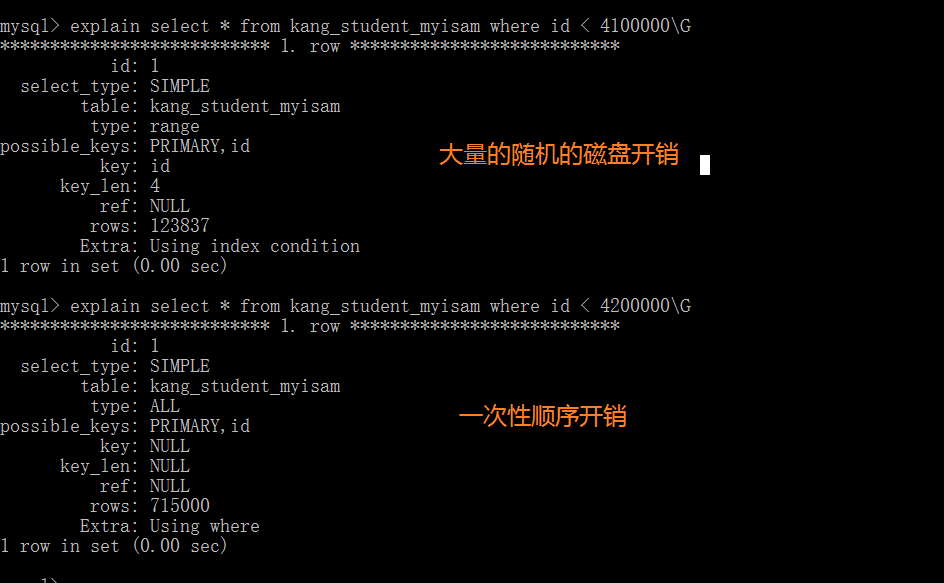 mysql> explain select * from kang_student_myisam where id < 4100000\G
*************************** 1. row ***************************
id: 1
select_type: SIMPLE
table: kang_student_myisam
type: range
possible_keys: PRIMARY,id
大量的随机的磁盘开销
key: id
key_len: 4
ref: NULL
rows: 123837
Extra: Using index condition
1 row in set (0.00 sec)
mysql> explain select * from kang_student_myisam where id < 4200000\G
*************************** 1. row ***************************
id: 1
select_type: SIMPLE
table: kang_student_myisam
type: ALL
一次性顺序开销
possible_keys: PRIMARY,id
key: NULL
key_len: NULL
ref: NULL
rows: 715000
Extra: Using where
1 row in set (0.00 sec)